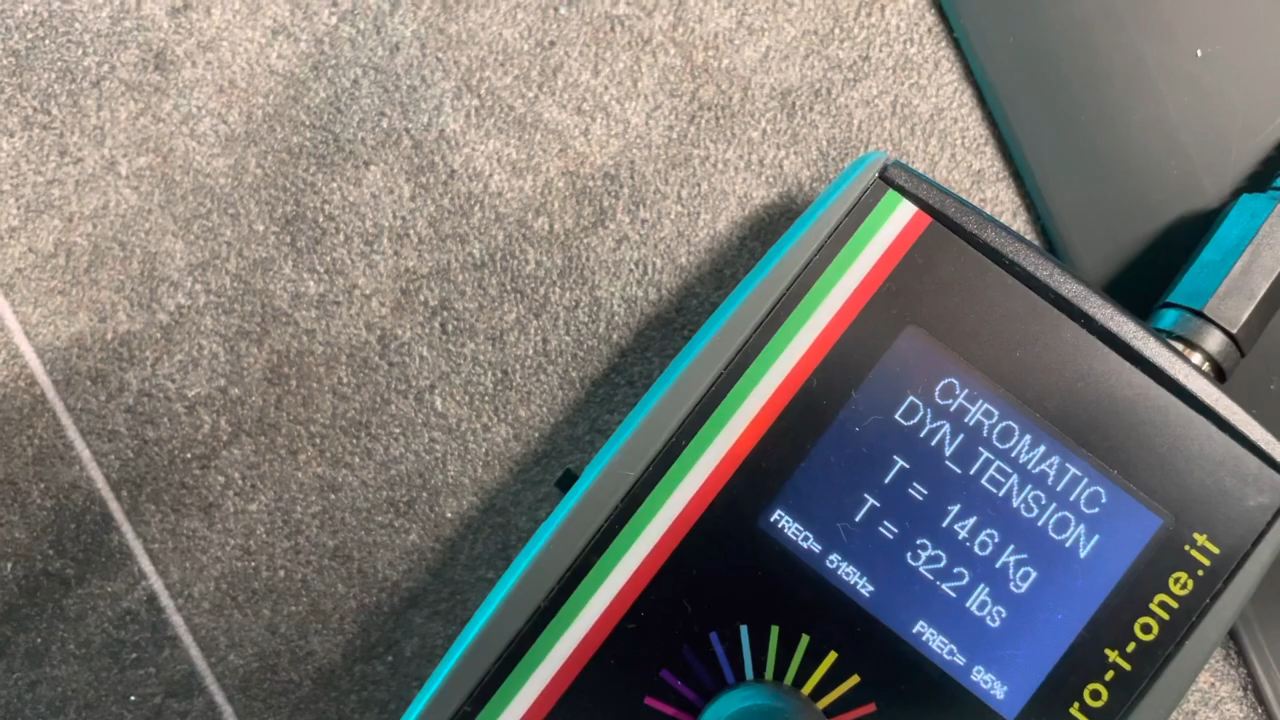 CHROMATIC
DYN_TENSION
T = 14.6 Kg
T = 32.2 lbs
FREQ= 515Hz
PREC= 95%
ro-t-one.it